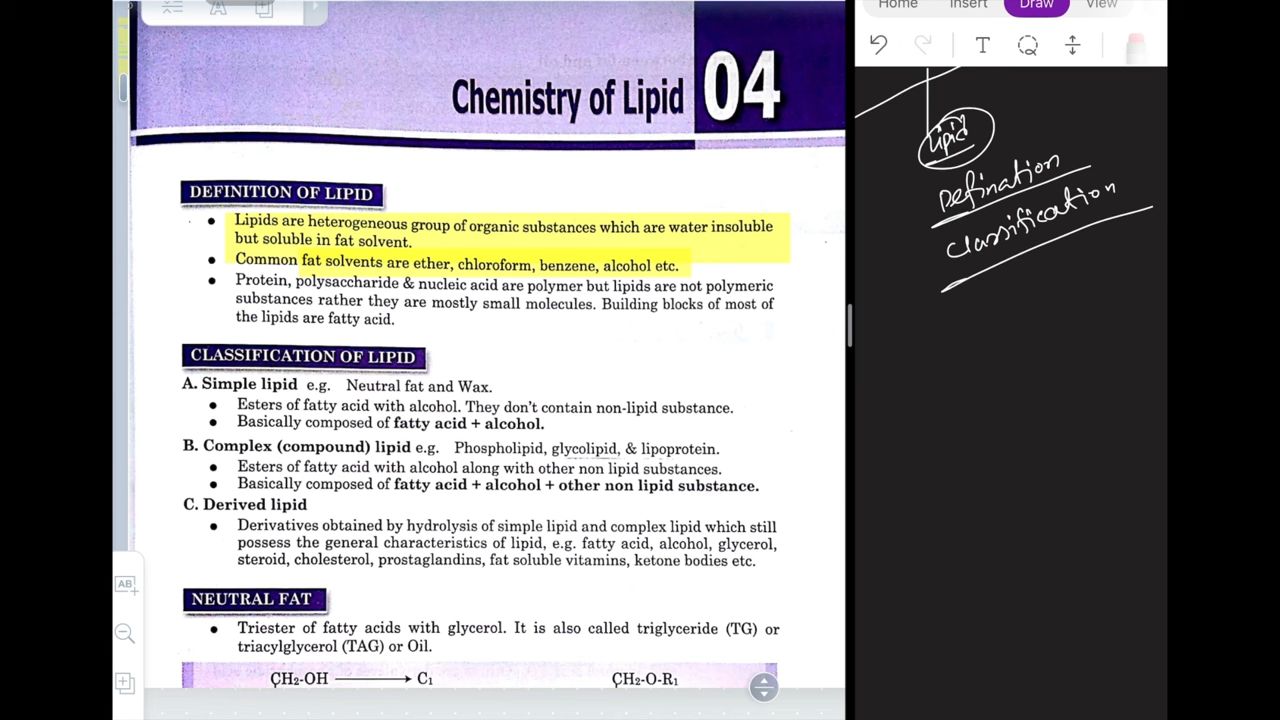 Home Insert Draw View
Chemistry of Lipid 04
DEFINITION OF LIPID
• Lipids are heterogeneous group of organic substances which are water insoluble
but soluble in fat solvent.
• Common fat solvents are ether, chloroform, benzene, alcohol etc.
• Protein, polysaccharide & nucleic acid are polymer but lipids are not polymeric
substances rather they are mostly small molecules. Building blocks of most of
the lipids are fatty acid.
CLASSIFICATION OF LIPID
A. Simple lipid e.g. Neutral fat and Wax.
• Esters of fatty acid with alcohol. They don't contain non-lipid substance.
• Basically composed of fatty acid + alcohol.
B. Complex (compound) lipid e.g. Phospholipid, glycolipid, & lipoprotein.
• Esters of fatty acid with alcohol along with other non lipid substances.
• Basically composed of fatty acid + alcohol + other non lipid substance.
C. Derived lipid
• Derivatives obtained by hydrolysis of simple lipid and complex lipid which still
possess the general characteristics of lipid, e.g. fatty acid, alcohol, glycerol,
steroid, cholesterol, prostaglandins, fat soluble vitamins, ketone bodies etc.
NEUTRAL FAT
• Triester of fatty acids with glycerol. It is also called triglyceride (TG) or
triacylglycerol (TAG) or Oil.
CH₂-OH → C₁ CH₂-O-R₁
AB
Lipid
Defination
Classification